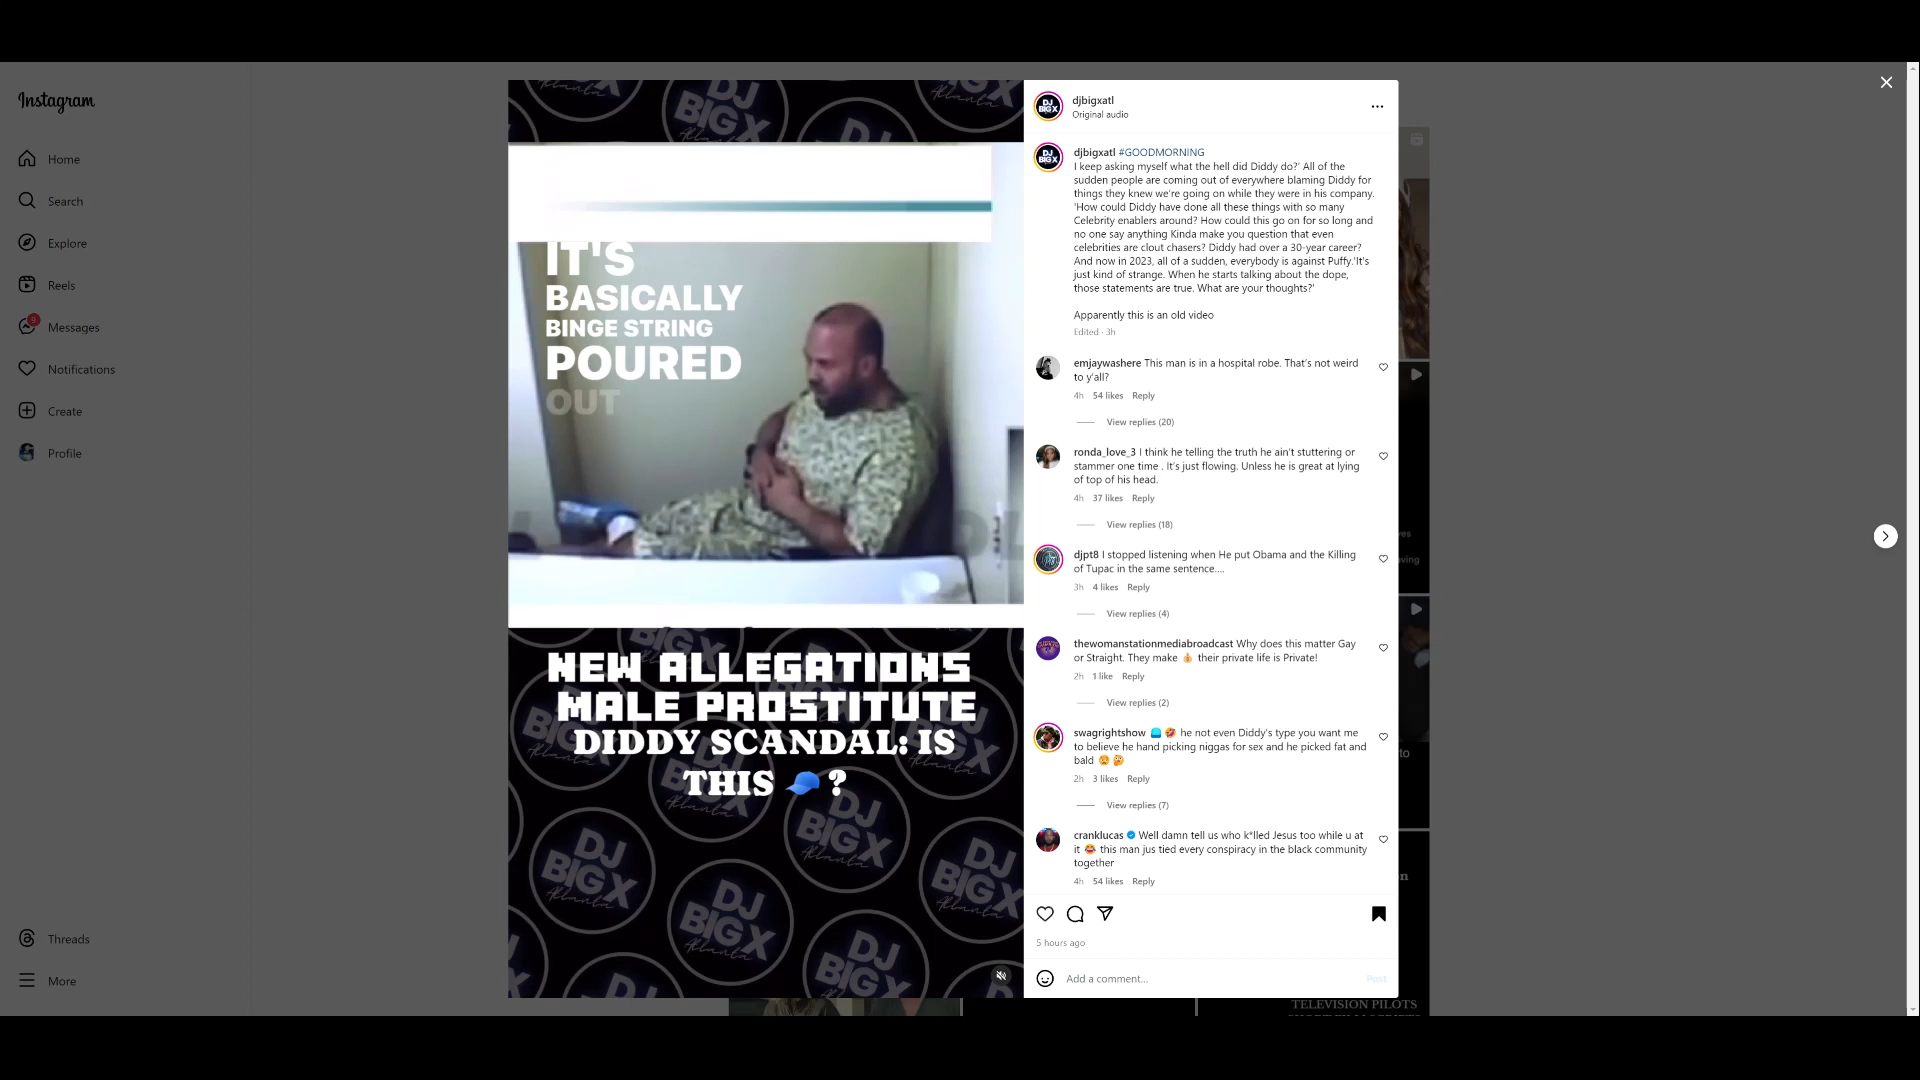 Instagram
Home
Search
Explore
Reels
9
Messages
Notifications
Create
Profile
Threads
More
DJ
BIG X
Atlanta
IT'S
BASICALLY
BINGE STRING
POURED
OUT
NEW ALLEGATIONS
MALE PROSTITUTE
DIDDY SCANDAL: IS
THIS 🧢 ?
djbigxatl
Original audio
djbigxatl #GOODMORNING
I keep asking myself what the hell did Diddy do?' All of the
sudden people are coming out of everywhere blaming Diddy for
things they knew we're going on while they were in his company.
'How could Diddy have done all these things with so many
Celebrity enablers around? How could this go on for so long and
no one say anything Kinda make you question that even
celebrities are clout chasers? Diddy had over a 30-year career?
And now in 2023, all of a sudden, everybody is against Puffy.'It's
just kind of strange. When he starts talking about the dope,
those statements are true. What are your thoughts?'
Apparently this is an old video
Edited · 3h
emjaywashere This man is in a hospital robe. That's not weird
to y'all?
4h 54 likes Reply
View replies (20)
ronda_love_3 I think he telling the truth he ain't stuttering or
stammer one time . It's just flowing. Unless he is great at lying
of top of his head.
4h 37 likes Reply
View replies (18)
djpt8 I stopped listening when He put Obama and the Killing
of Tupac in the same sentence....
3h 4 likes Reply
View replies (4)
thewomanstationmediabroadcast Why does this matter Gay
or Straight. They make 👍 their private life is Private!
2h 1 like Reply
View replies (2)
swagrightshow 🧢 🤣 he not even Diddy's type you want me
to believe he hand picking niggas for sex and he picked fat and
bald
2h 3 likes Reply
View replies (7)
cranklucas Well damn tell us who k*lled Jesus too while u at
it 😂 this man jus tied every conspiracy in the black community
together
4h 54 likes Reply
5 hours ago
Add a comment...
Post
TELEVISION PILOTS